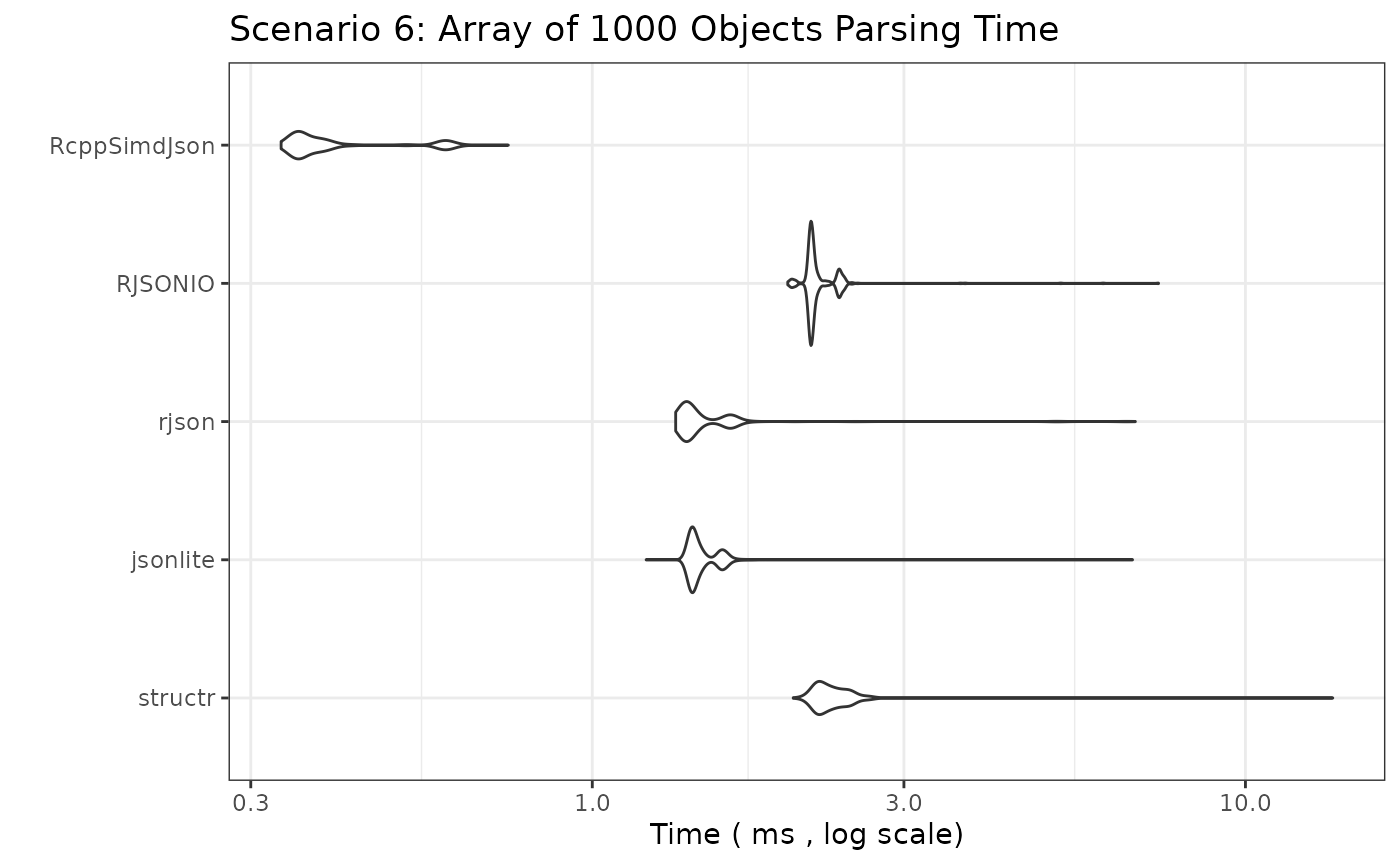 Scenario 6: Array of 1000 Objects Parsing Time
RcppSimdJson
RJSONIO
rjson
jsonlite
structr
0.3 1.0 3.0 10.0
Time ( ms , log scale)